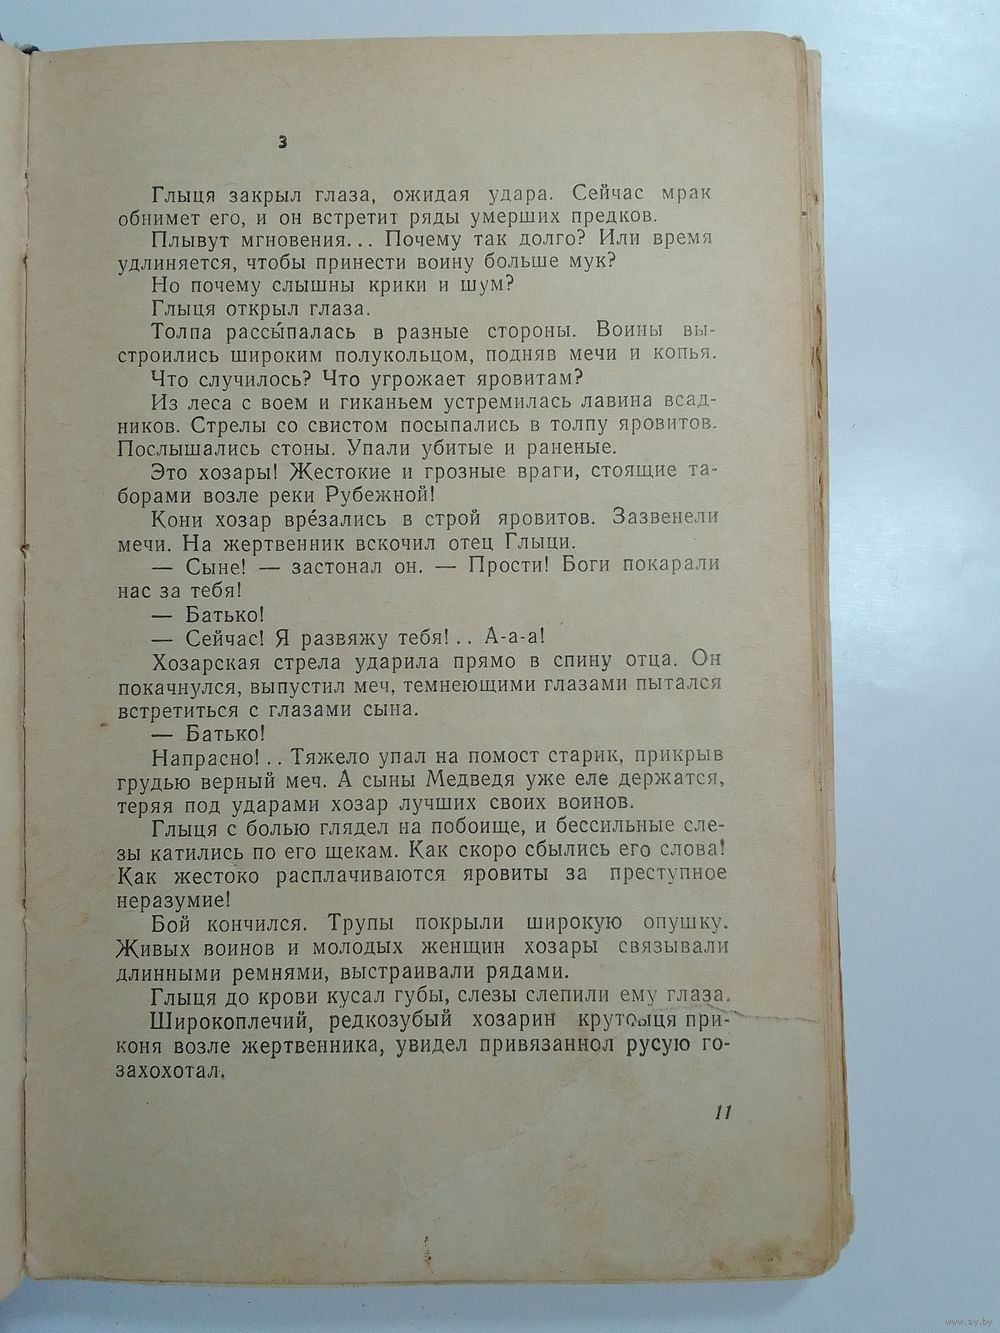 3
Глыця закрыл глаза, ожидая удара. Сейчас мрак
обнимет его, и он встретит ряды умерших предков.
Плывут мгновения... Почему так долго? Или время
удлиняется, чтобы принести воину больше мук?
Но почему слышны крики и шум?
Глыця открыл глаза.
Толпа рассы́палась в разные стороны. Воины вы-
строились широким полукольцом, подняв мечи и копья.
Что случилось? Что угрожает яровитам?
Из леса с воем и гиканьем устремилась лавина всад-
ников. Стрелы со свистом посыпались в толпу яровитов.
Послышались стоны. Упали убитые и раненые.
Это хозары! Жестокие и грозные враги, стоящие та-
борами возле реки Рубежной!
Кони хозар вре́зались в строй яровитов. Зазвенели
мечи. На жертвенник вскочил отец Глыци.
— Сыне! — застонал он. — Прости! Боги покарали
нас за тебя!
— Батько!
— Сейчас! Я развяжу тебя!.. А-а-а!
Хозарская стрела ударила прямо в спину отца. Он
покачнулся, выпустил меч, темнеющими глазами пытался
встретиться с глазами сына.
— Батько!
Напрасно!.. Тяжело упал на помост старик, прикрыв
грудью верный меч. А сыны Медведя уже еле держатся,
теряя под ударами хозар лучших своих воинов.
Глыця с болью глядел на побоище, и бессильные сле-
зы катились по его щекам. Как скоро сбылись его слова!
Как жестоко расплачиваются яровиты за преступное
неразумие!
Бой кончился. Трупы покрыли широкую опушку.
Живых воинов и молодых женщин хозары связывали
длинными ремнями, выстраивали рядами.
Глыця до крови кусал губы, слезы слепили ему глаза.
Широкоплечий, редкозубый хозарин при-
коня возле жертвенника, увидел русую го-
захохотал.
11
www.ay.by